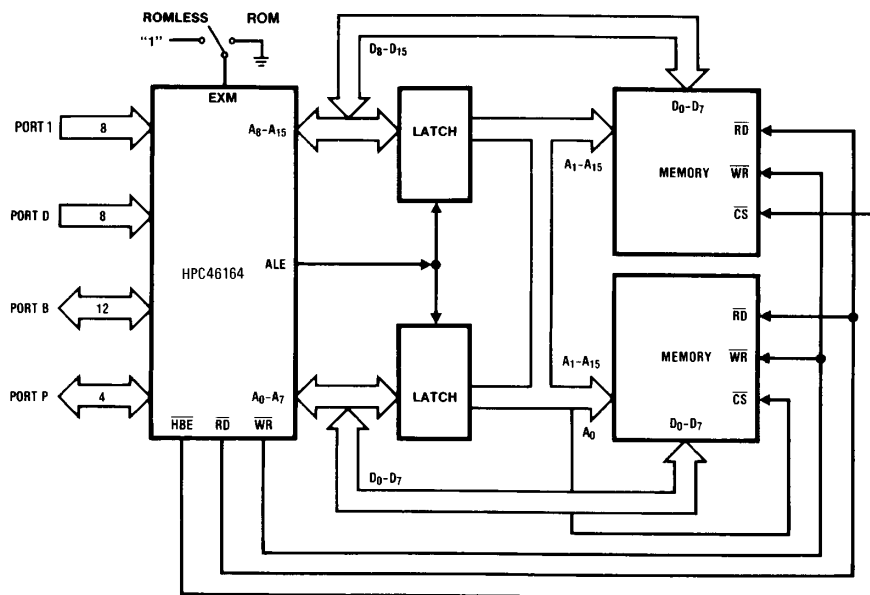 ROMLESS ROM
"1"
EXM
D8–D15
PORT 1 8
A8–A15
LATCH
D0–D7
RD
A1–A15
MEMORY
WR
CS
PORT D 8
HPC46164
ALE
PORT B 12
RD
A1–A15
MEMORY
WR
PORT P 4
A0–A7
LATCH
CS
HBE RD WR
A0
D0–D7
D0–D7